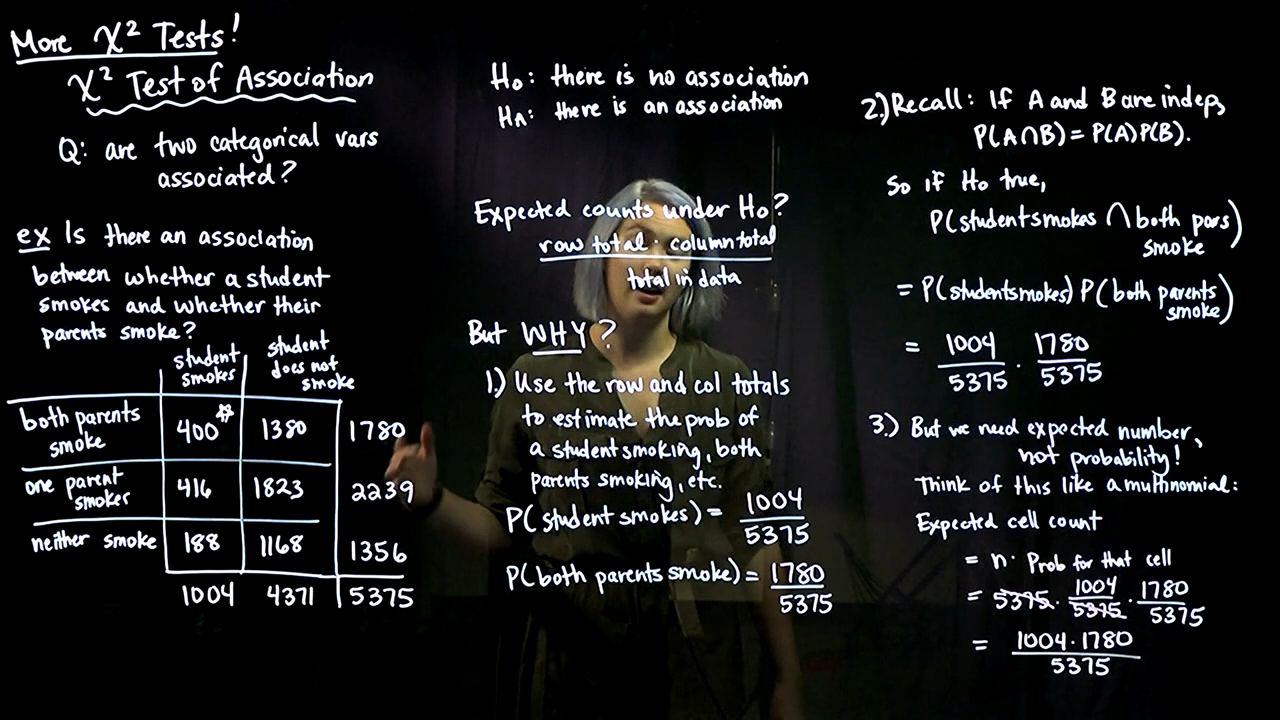 More χ² Tests!
χ² Test of Association
Q: are two categorical vars
associated?
ex Is there an association
between whether a student
smokes and whether their
parents smoke?
student smokes | student does not smoke
both parents smoke | 400☆ | 1380 | 1780
one parent smokes | 416 | 1823 | 2239
neither smoke | 188 | 1168 | 1356
1004 | 4371 | 5375
H₀: there is no association
H_A: there is an association
Expected counts under H₀?
row total · column total
total in data
But WHY?
1.) Use the row and col totals
to estimate the prob of
a student smoking, both
parents smoking, etc.
P(student smokes) = 1004/5375
P(both parents smoke) = 1780/5375
2.) Recall: If A and B are indep,
P(A∩B) = P(A)P(B).
So if H₀ true,
P(student smokes ∩ both pars
smoke)
= P(student smokes) P(both parents
smoke)
= 1004/5375 · 1780/5375
3.) But we need expected number,
not probability!
Think of this like a multinomial:
Expected cell count
= n · Prob for that cell
= 5375 · 1004/5375 · 1780/5375
= 1004·1780/5375